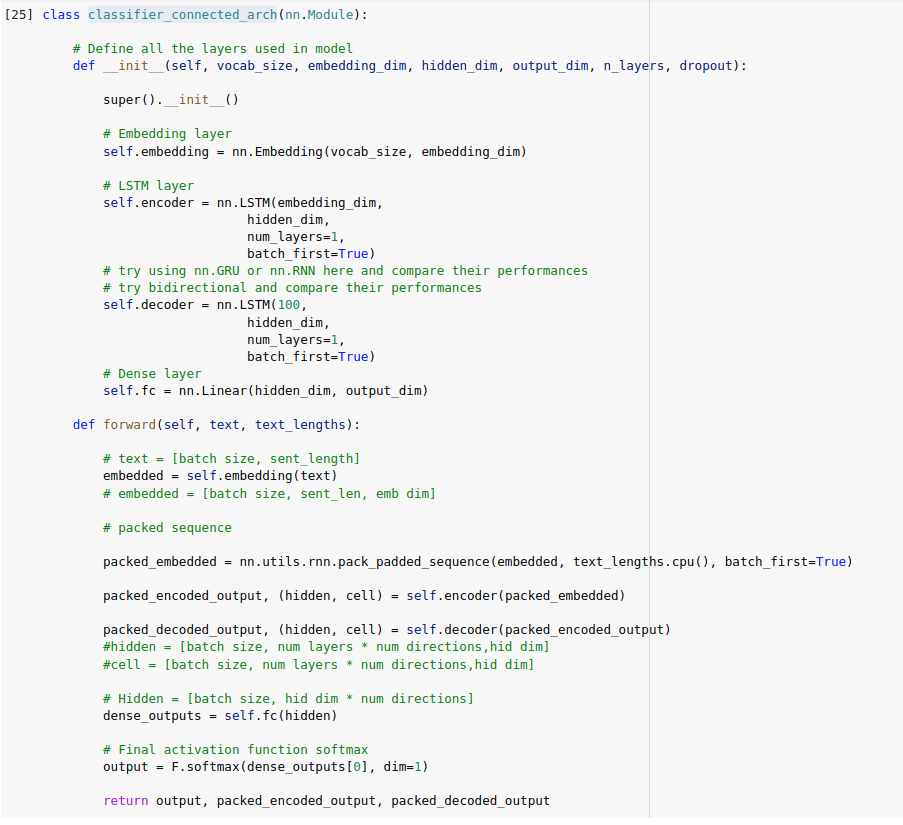 [25] class classifier_connected_arch(nn.Module):
# Define all the layers used in model
def __init__(self, vocab_size, embedding_dim, hidden_dim, output_dim, n_layers, dropout):
super().__init__()
# Embedding layer
self.embedding = nn.Embedding(vocab_size, embedding_dim)
# LSTM layer
self.encoder = nn.LSTM(embedding_dim,
hidden_dim,
num_layers=1,
batch_first=True)
# try using nn.GRU or nn.RNN here and compare their performances
# try bidirectional and compare their performances
self.decoder = nn.LSTM(100,
hidden_dim,
num_layers=1,
batch_first=True)
# Dense layer
self.fc = nn.Linear(hidden_dim, output_dim)
def forward(self, text, text_lengths):
# text = [batch size, sent_length]
embedded = self.embedding(text)
# embedded = [batch size, sent_len, emb dim]
# packed sequence
packed_embedded = nn.utils.rnn.pack_padded_sequence(embedded, text_lengths.cpu(), batch_first=True)
packed_encoded_output, (hidden, cell) = self.encoder(packed_embedded)
packed_decoded_output, (hidden, cell) = self.decoder(packed_encoded_output)
#hidden = [batch size, num layers * num directions,hid dim]
#cell = [batch size, num layers * num directions,hid dim]
# Hidden = [batch size, hid dim * num directions]
dense_outputs = self.fc(hidden)
# Final activation function softmax
output = F.softmax(dense_outputs[0], dim=1)
return output, packed_encoded_output, packed_decoded_output